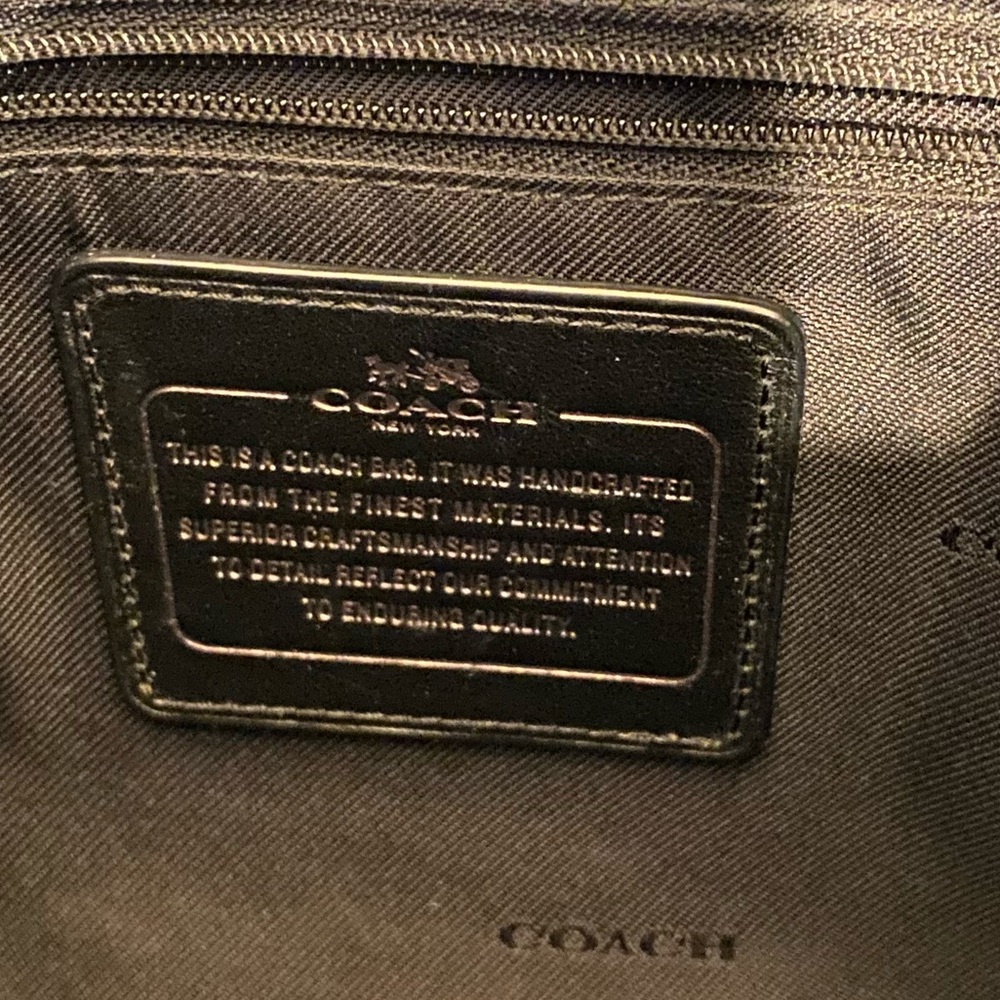 COACH
NEW YORK
THIS IS A COACH BAG. IT WAS HANDCRAFTED
FROM THE FINEST MATERIALS. ITS
SUPERIOR CRAFTSMANSHIP AND ATTENTION
TO DETAIL REFLECT OUR COMMITMENT
TO ENDURING QUALITY.
CO
COACH